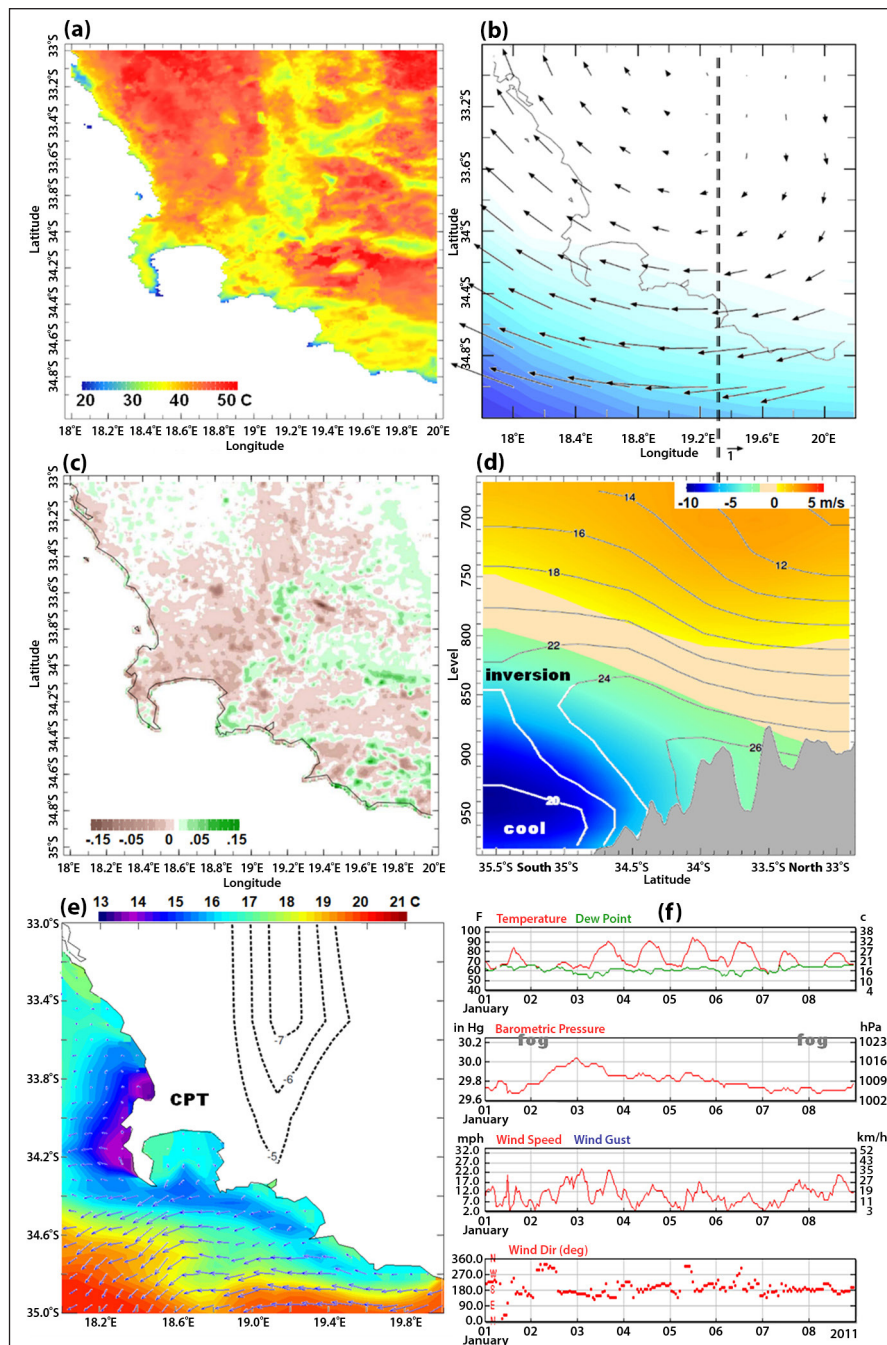 (a)
33°S
33.2°S
33.4°S
33.6°S
33.8°S
34°S
34.2°S
34.4°S
34.6°S
34.8°S
Latitude
20 30 40 50 C
18°E 18.2°E 18.4°E 18.6°E 18.8°E 19°E 19.2°E 19.4°E 19.6°E 19.8°E 20°E
Longitude
(b)
33.2°S
33.6°S
34°S
34.4°S
34.8°S
Latitude
18°E 18.4°E 18.8°E 19.2°E 19.6°E 20°E
Longitude
1
(c)
33°S
33.2°S
33.4°S
33.6°S
33.8°S
34°S
34.2°S
34.4°S
34.6°S
34.8°S
35°S
Latitude
-.15 -.05 0 .05 .15
18°E 18.2°E 18.4°E 18.6°E 18.8°E 19°E 19.2°E 19.4°E 19.6°E 19.8°E 20°E
Longitude
(d)
-10 -5 0 5 m/s
700
750
800
850
900
950
Level
14
16
12
18
22
inversion
24
26
20
cool
35.5°S South 35°S 34.5°S 34°S 33.5°S North 33°S
Latitude
(e)
13 14 15 16 17 18 19 20 21 C
33.0°S
33.4°S
33.8°S
34.2°S
34.6°S
35.0°S
-7
-6
-5
CPT
18.2°E 18.6°E 19.0°E 19.4°E 19.8°E
(f)
F Temperature Dew Point c
100 90 80 70 60 50 40
38 32 27 21 16 10 4
01 02 03 04 05 06 07 08
January
in Hg Barometric Pressure hPa
fog fog
30.2 30.0 29.8 29.6
1023 1016 1009 1002
01 02 03 04 05 06 07 08
January
mph Wind Speed Wind Gust km/h
32.0 27.0 22.0 17.0 12.0 7.0 2.0
52 43 35 27 19 11 3
01 02 03 04 05 06 07 08
January
Wind Dir (deg)
360.0 270.0 180.0 90.0 0.0
N W S E N
01 02 03 04 05 06 07 08 2011
January